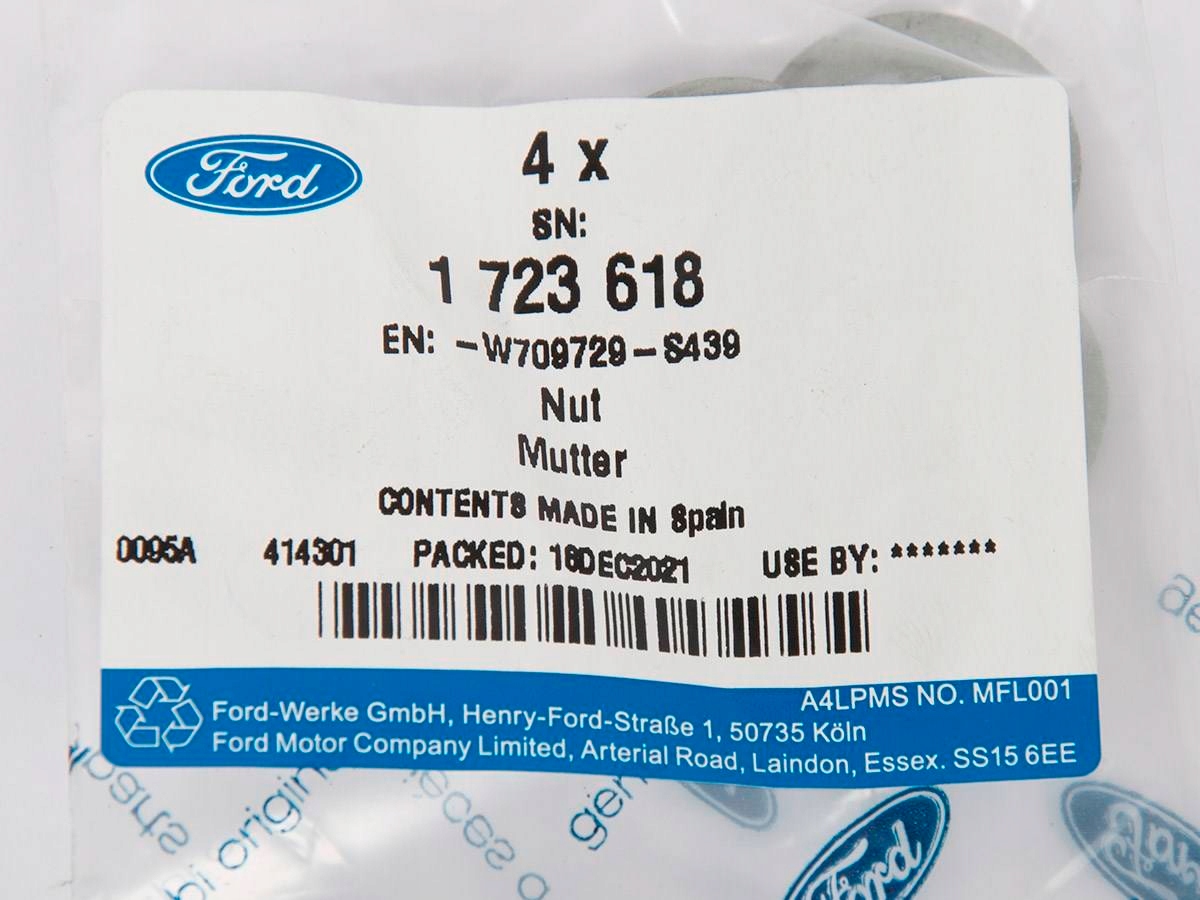 Ford
4 x
SN:
1 723 618
EN: -W709729-S439
Nut
Mutter
CONTENTS MADE IN Spain
0095A 414301 PACKED: 16DEC2021 USE BY: *******
A4LPMS NO. MFL001
Ford-Werke GmbH, Henry-Ford-Straße 1, 50735 Köln
Ford Motor Company Limited, Arterial Road, Laindon, Essex. SS15 6EE
Ford